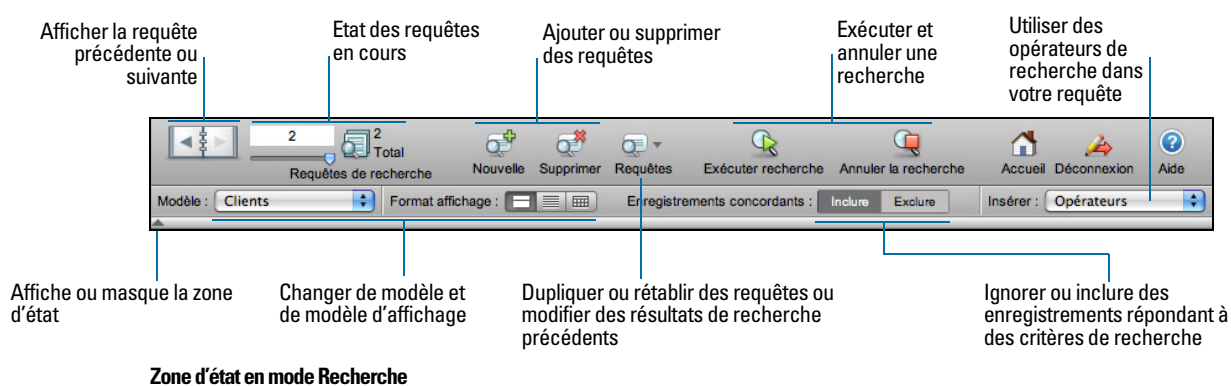 Afficher la requête
précédente ou
suivante
Etat des requêtes
en cours
Ajouter ou supprimer
des requêtes
Exécuter et
annuler une
recherche
Utiliser des
opérateurs de
recherche dans
votre requête
2
2
Total
Requêtes de recherche
Nouvelle
Supprimer
Requêtes
Exécuter recherche
Annuler la recherche
Accueil
Déconnexion
Aide
Modèle :
Clients
Format affichage :
Enregistrements concordants :
Inclure
Exclure
Insérer :
Opérateurs
Affiche ou masque la zone
d'état
Changer de modèle et
de modèle d'affichage
Dupliquer ou rétablir des requêtes ou
modifier des résultats de recherche
précédents
Ignorer ou inclure des
enregistrements répondant à
des critères de recherche
Zone d'état en mode Recherche